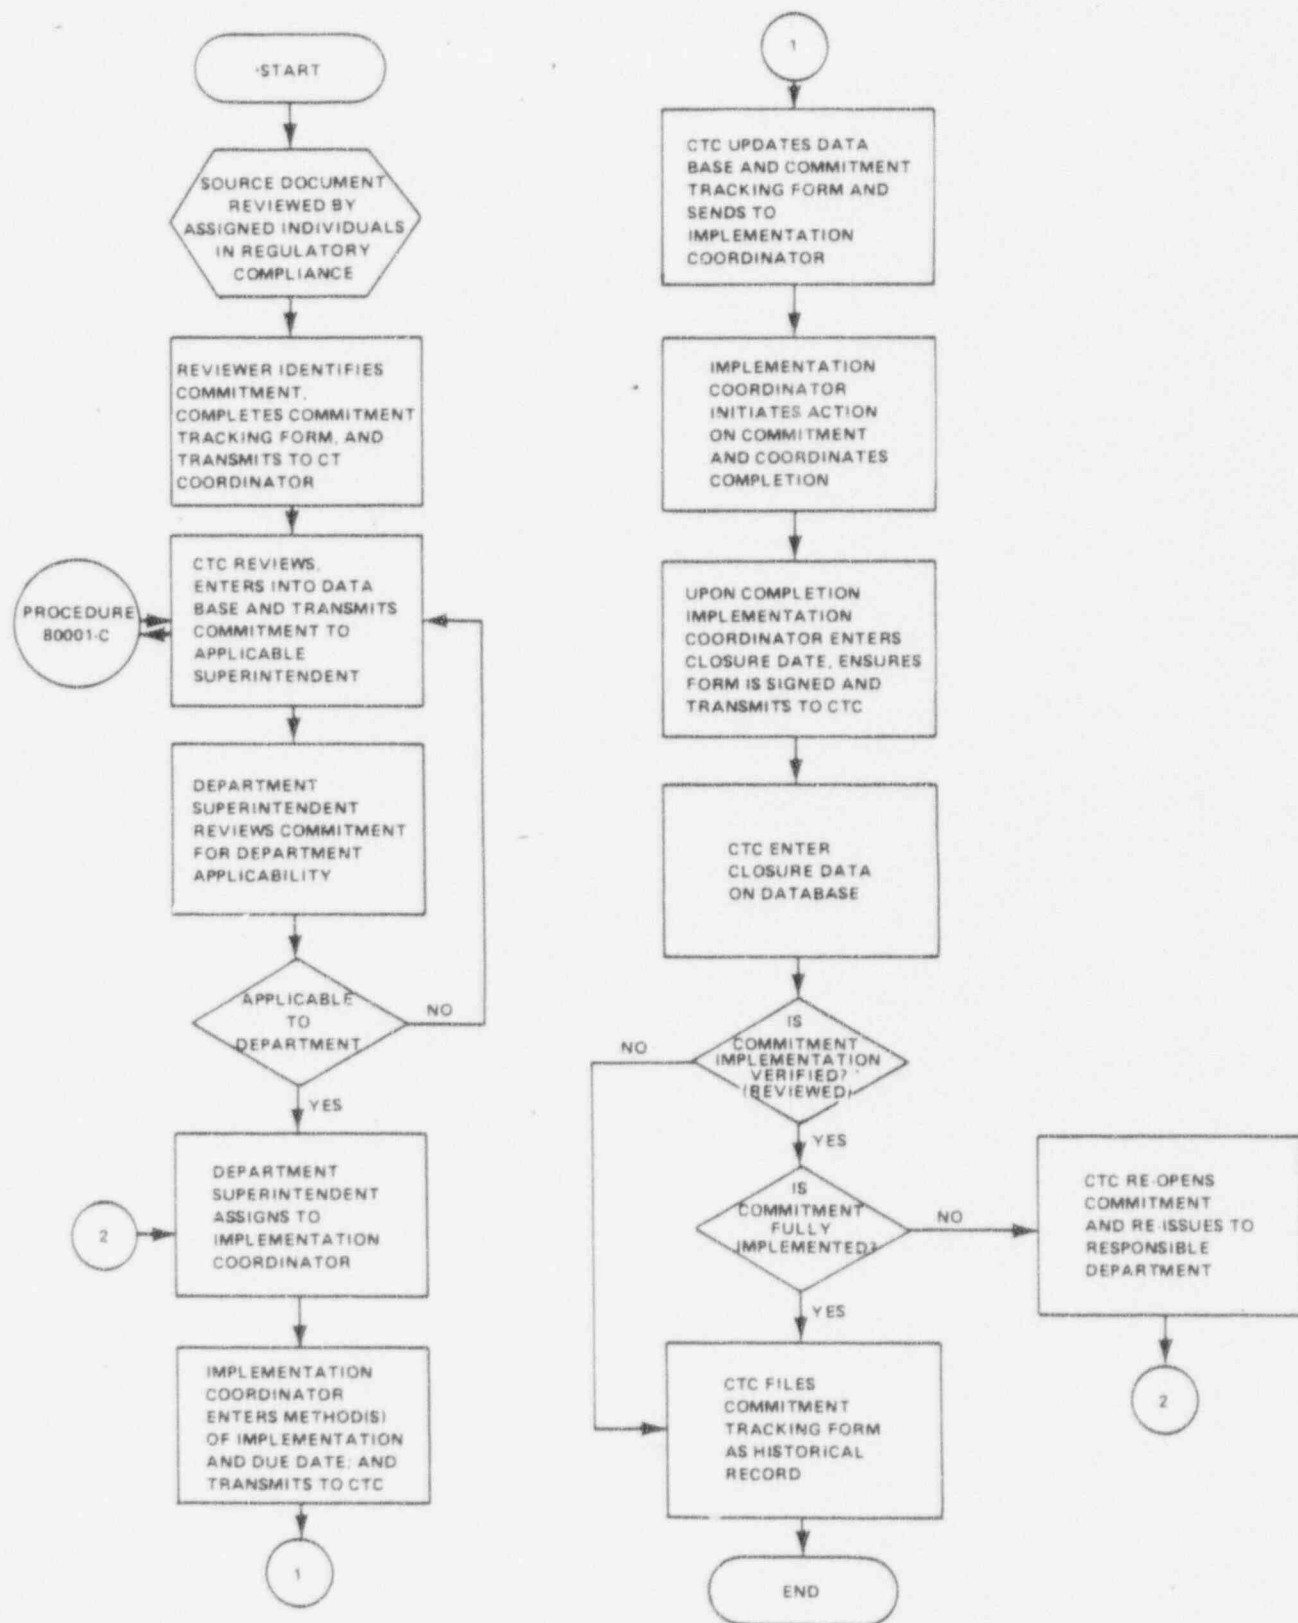 START
SOURCE DOCUMENT
REVIEWED BY
ASSIGNED INDIVIDUALS
IN REGULATORY
COMPLIANCE
REVIEWER IDENTIFIES
COMMITMENT,
COMPLETES COMMITMENT
TRACKING FORM, AND
TRANSMITS TO CT
COORDINATOR
PROCEDURE
80001-C
CTC REVIEWS,
ENTERS INTO DATA
BASE AND TRANSMITS
COMMITMENT TO
APPLICABLE
SUPERINTENDENT
DEPARTMENT
SUPERINTENDENT
REVIEWS COMMITMENT
FOR DEPARTMENT
APPLICABILITY
APPLICABLE
TO
DEPARTMENT
NO
YES
2
DEPARTMENT
SUPERINTENDENT
ASSIGNS TO
IMPLEMENTATION
COORDINATOR
IMPLEMENTATION
COORDINATOR
ENTERS METHOD(S)
OF IMPLEMENTATION
AND DUE DATE; AND
TRANSMITS TO CTC
1
1
CTC UPDATES DATA
BASE AND COMMITMENT
TRACKING FORM AND
SENDS TO
IMPLEMENTATION
COORDINATOR
IMPLEMENTATION
COORDINATOR
INITIATES ACTION
ON COMMITMENT
AND COORDINATES
COMPLETION
UPON COMPLETION
IMPLEMENTATION
COORDINATOR ENTERS
CLOSURE DATE, ENSURES
FORM IS SIGNED AND
TRANSMITS TO CTC
CTC ENTER
CLOSURE DATA
ON DATABASE
IS
COMMITMENT
IMPLEMENTATION
VERIFIED?
(REVIEWED)
NO
YES
IS
COMMITMENT
FULLY
IMPLEMENTED?
NO
YES
CTC RE-OPENS
COMMITMENT
AND RE-ISSUES TO
RESPONSIBLE
DEPARTMENT
2
CTC FILES
COMMITMENT
TRACKING FORM
AS HISTORICAL
RECORD
END